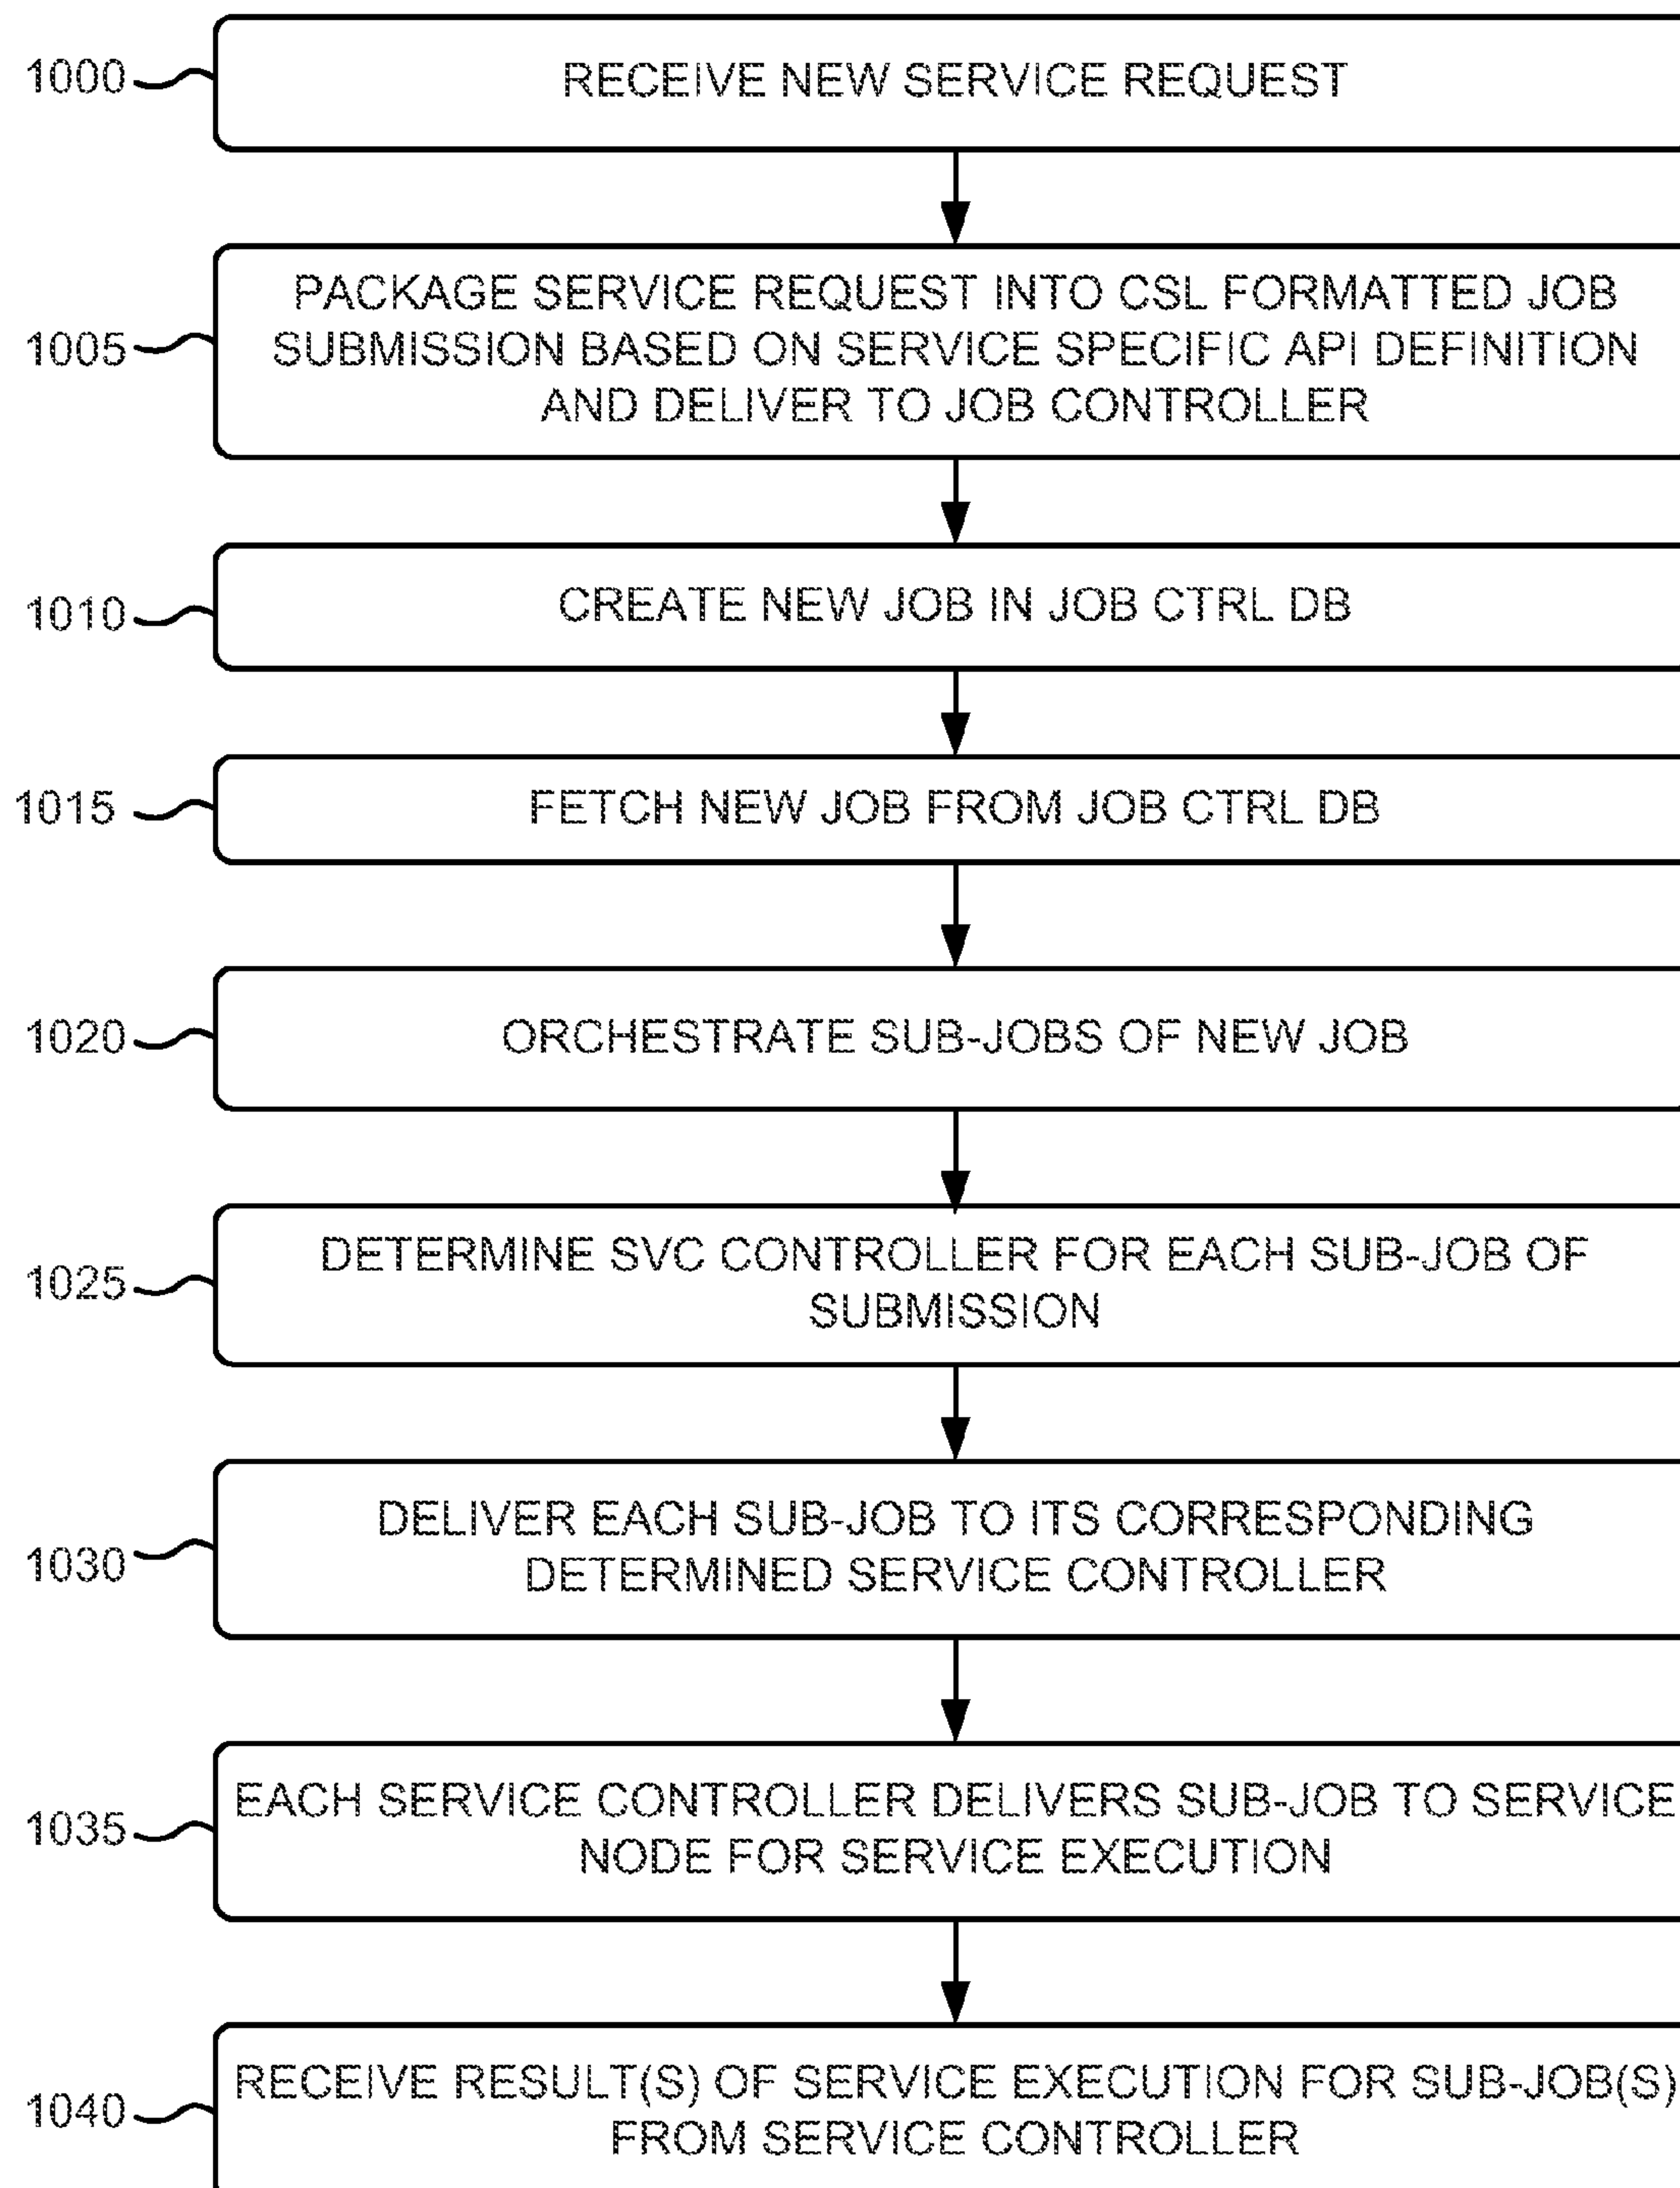 1000
RECEIVE NEW SERVICE REQUEST
1005
PACKAGE SERVICE REQUEST INTO CSL FORMATTED JOB
SUBMISSION BASED ON SERVICE SPECIFIC API DEFINITION
AND DELIVER TO JOB CONTROLLER
1010
CREATE NEW JOB IN JOB CTRL DB
1015
FETCH NEW JOB FROM JOB CTRL DB
1020
ORCHESTRATE SUB-JOBS OF NEW JOB
1025
DETERMINE SVC CONTROLLER FOR EACH SUB-JOB OF
SUBMISSION
1030
DELIVER EACH SUB-JOB TO ITS CORRESPONDING
DETERMINED SERVICE CONTROLLER
1035
EACH SERVICE CONTROLLER DELIVERS SUB-JOB TO SERVICE
NODE FOR SERVICE EXECUTION
1040
RECEIVE RESULT(S) OF SERVICE EXECUTION FOR SUB-JOB(S)
FROM SERVICE CONTROLLER